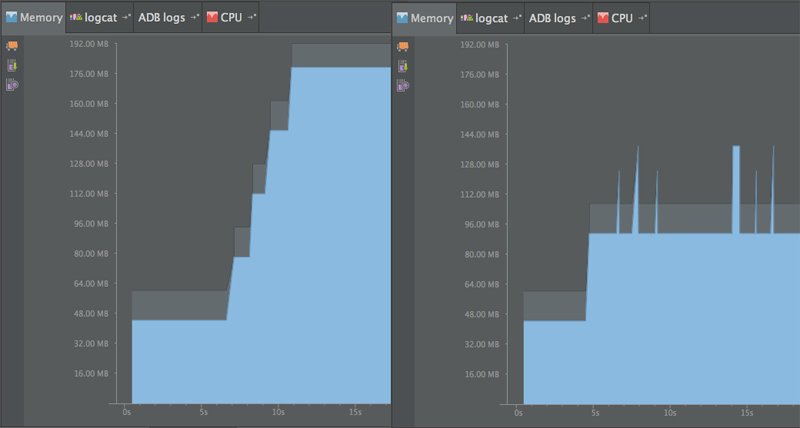 Memory logcat ADB logs CPU
192.00 MB
176.00 MB
160.00 MB
144.00 MB
128.00 MB
112.00 MB
96.00 MB
80.00 MB
64.00 MB
48.00 MB
32.00 MB
16.00 MB
0s 5s 10s 15s
Memory logcat ADB logs CPU
192.00 MB
176.00 MB
160.00 MB
144.00 MB
128.00 MB
112.00 MB
96.00 MB
80.00 MB
64.00 MB
48.00 MB
32.00 MB
16.00 MB
0s 5s 10s 15s